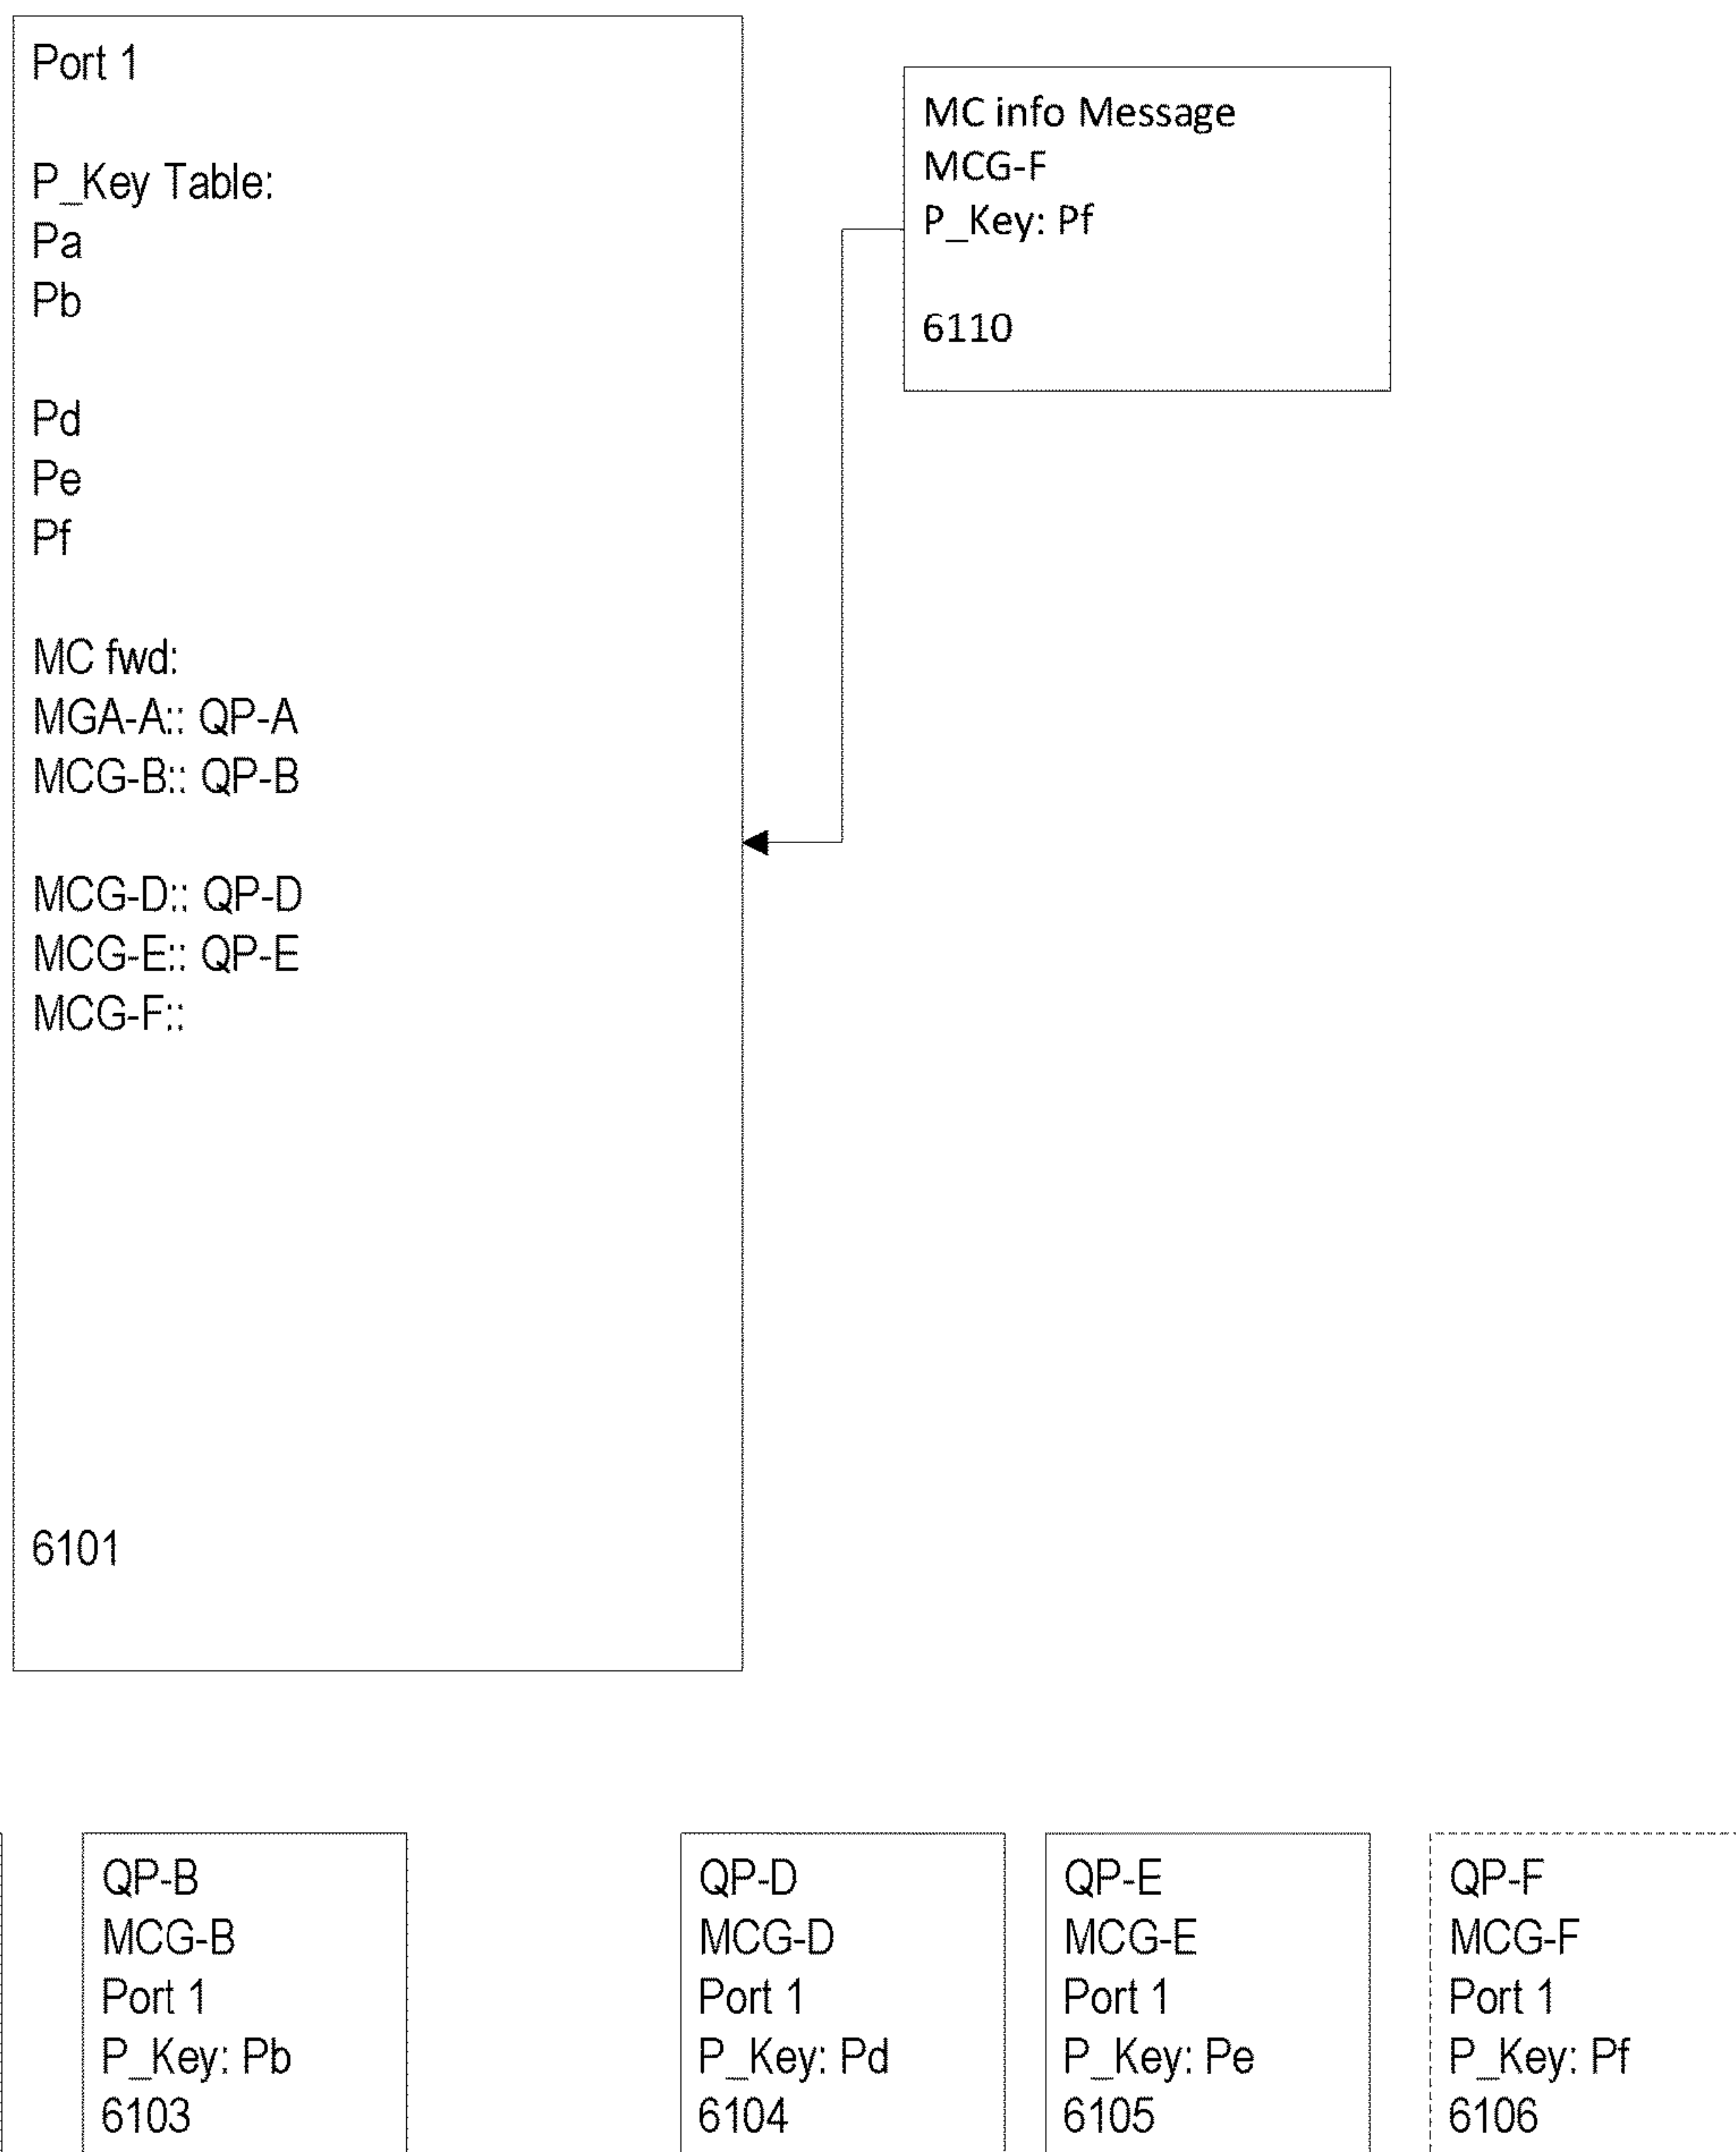 Port 1
P_Key Table:
Pa
Pb
Pd
Pe
Pf
MC fwd:
MGA-A:: QP-A
MCG-B:: QP-B
MCG-D:: QP-D
MCG-E:: QP-E
MCG-F::
6101
MC info Message
MCG-F
P_Key: Pf
6110
QP-B
MCG-B
Port 1
P_Key: Pb
6103
QP-D
MCG-D
Port 1
P_Key: Pd
6104
QP-E
MCG-E
Port 1
P_Key: Pe
6105
QP-F
MCG-F
Port 1
P_Key: Pf
6106